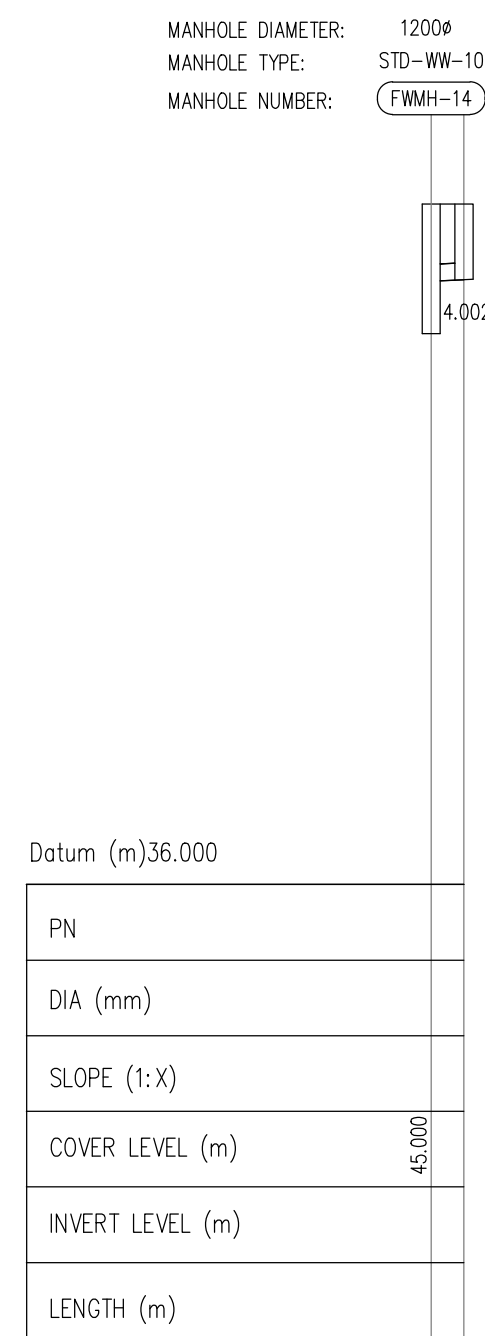 MANHOLE DIAMETER: 1200ø
MANHOLE TYPE: STD-WW-10
MANHOLE NUMBER: FWMH-14
4.002
Datum (m)36.000
PN
DIA (mm)
SLOPE (1:X)
COVER LEVEL (m) 45.000
INVERT LEVEL (m)
LENGTH (m)